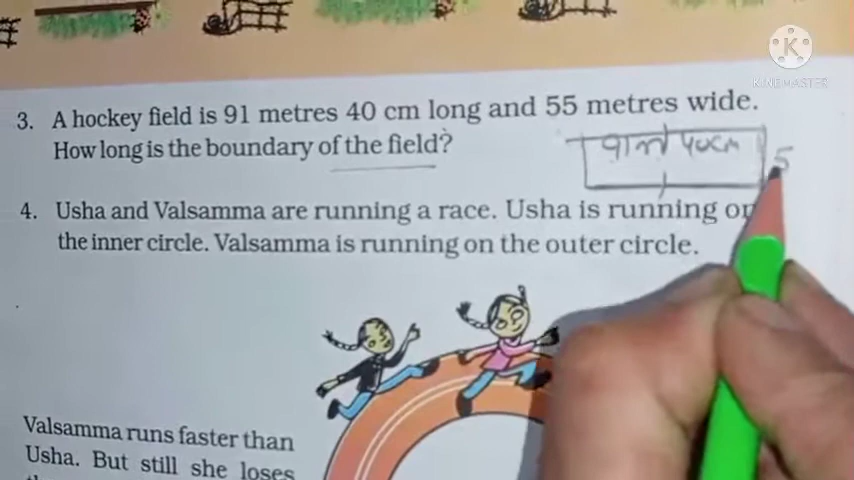 KINEMASTER
3. A hockey field is 91 metres 40 cm long and 55 metres wide.
How long is the boundary of the field?
91m 40cm
5
4. Usha and Valsamma are running a race. Usha is running on
the inner circle. Valsamma is running on the outer circle.
Valsamma runs faster than
Usha. But still she loses